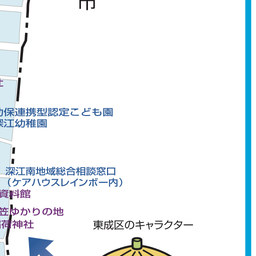 市
幼保連携型認定こども園
深江幼稚園
深江南地域総合相談窓口
（ケアハウスレインボー内）
資料館
笠ゆかりの地
稲荷神社
東成区のキャラクター